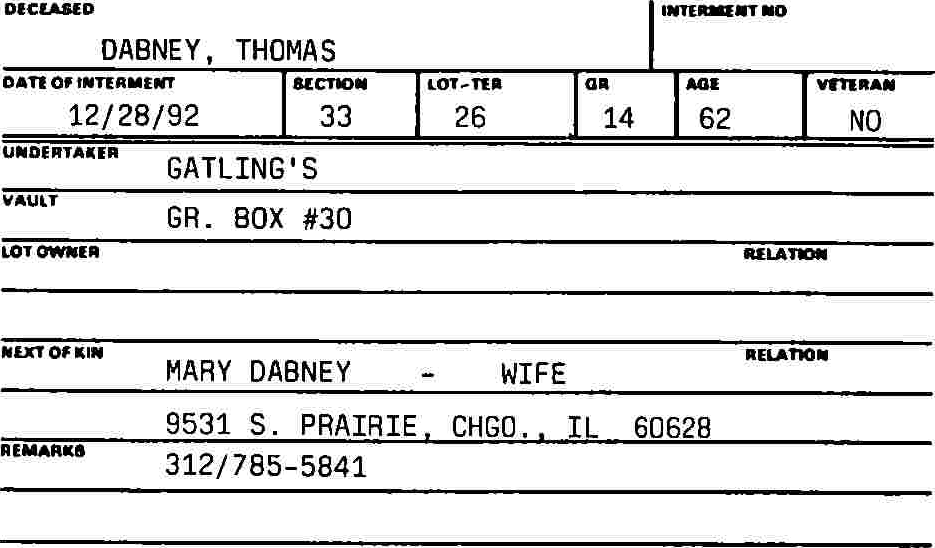 DECEASED INTERMENT NO
DABNEY, THOMAS
DATE OF INTERMENT SECTION LOT-TER GR AGE VETERAN
12/28/92 33 26 14 62 NO
UNDERTAKER GATLING'S
VAULT GR. BOX #30
LOT OWNER RELATION
NEXT OF KIN RELATION
MARY DABNEY - WIFE
9531 S. PRAIRIE, CHGO., IL 60628
REMARKS 312/785-5841